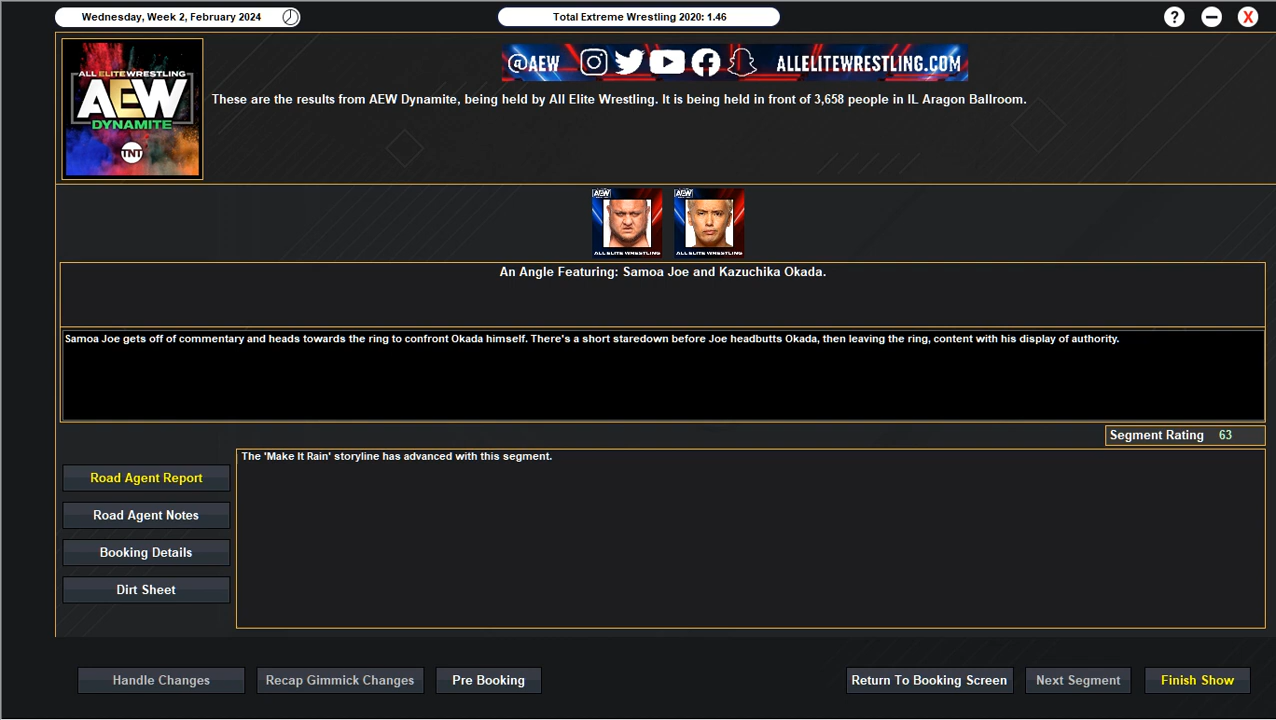 Wednesday, Week 2, February 2024
Total Extreme Wrestling 2020: 1.46
?
X
ALL ELITE WRESTLING
AEW
DYNAMITE
TNT
@AEW
ALLELITEWRESTLING.COM
These are the results from AEW Dynamite, being held by All Elite Wrestling. It is being held in front of 3,658 people in IL Aragon Ballroom.
AEW
ALL ELITE WRESTLING
AEW
ALL ELITE WRESTLING
An Angle Featuring: Samoa Joe and Kazuchika Okada.
Samoa Joe gets off of commentary and heads towards the ring to confront Okada himself. There's a short staredown before Joe headbutts Okada, then leaving the ring, content with his display of authority.
Segment Rating 63
The 'Make It Rain' storyline has advanced with this segment.
Road Agent Report
Road Agent Notes
Booking Details
Dirt Sheet
Handle Changes
Recap Gimmick Changes
Pre Booking
Return To Booking Screen
Next Segment
Finish Show